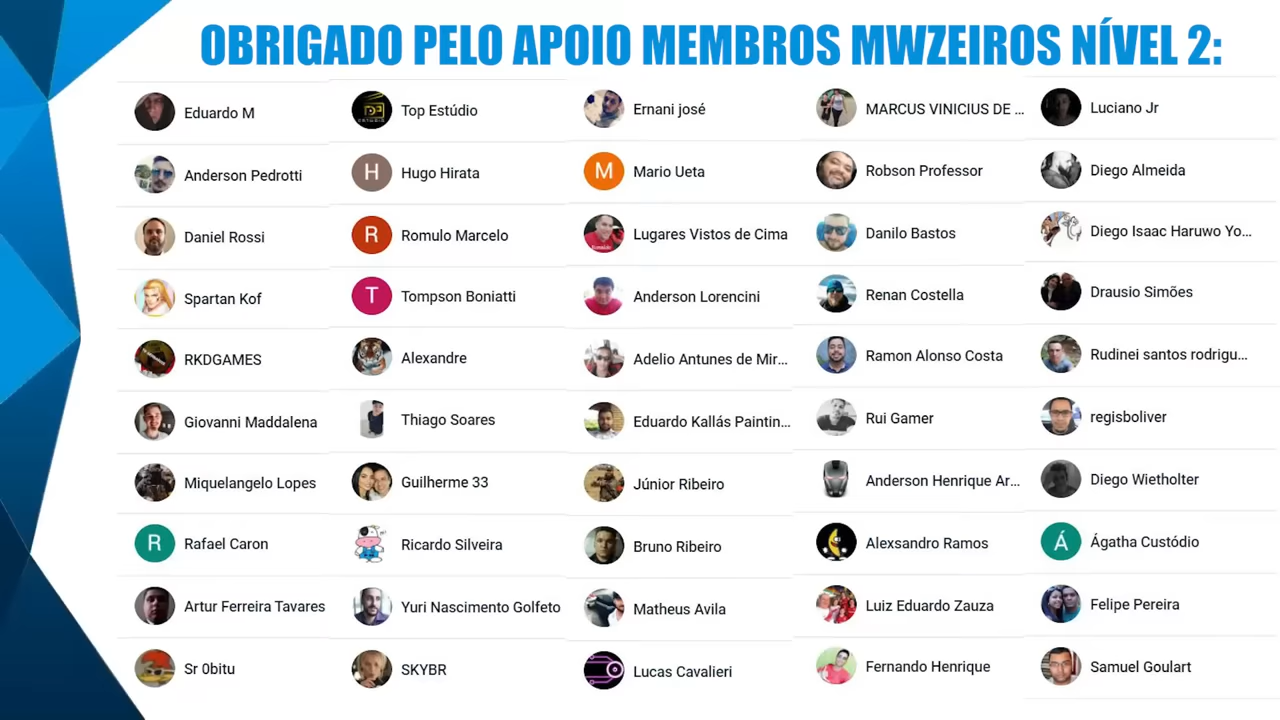 OBRIGADO PELO APOIO MEMBROS MWZEIROS NÍVEL 2:
Eduardo M
Anderson Pedrotti
Daniel Rossi
Spartan Kof
RKDGAMES
Giovanni Maddalena
Miquelangelo Lopes
R
Rafael Caron
Artur Ferreira Tavares
Sr 0bitu
Top Estúdio
H
Hugo Hirata
R
Romulo Marcelo
T
Tompson Boniatti
Alexandre
Thiago Soares
Guilherme 33
Ricardo Silveira
Yuri Nascimento Golfeto
SKYBR
Ernani josé
M
Mario Ueta
Lugares Vistos de Cima
Anderson Lorencini
Adelio Antunes de Mir...
Eduardo Kallás Paintin...
Júnior Ribeiro
Bruno Ribeiro
Matheus Avila
Lucas Cavalieri
MARCUS VINICIUS DE ...
Robson Professor
Danilo Bastos
Renan Costella
Ramon Alonso Costa
Rui Gamer
Anderson Henrique Ar...
Alexsandro Ramos
Luiz Eduardo Zauza
Fernando Henrique
Luciano Jr
Diego Almeida
Diego Isaac Haruwo Yo...
Drausio Simões
Rudinei santos rodrigu...
regisboliver
Diego Wietholter
Á
Ágatha Custódio
Felipe Pereira
Samuel Goulart